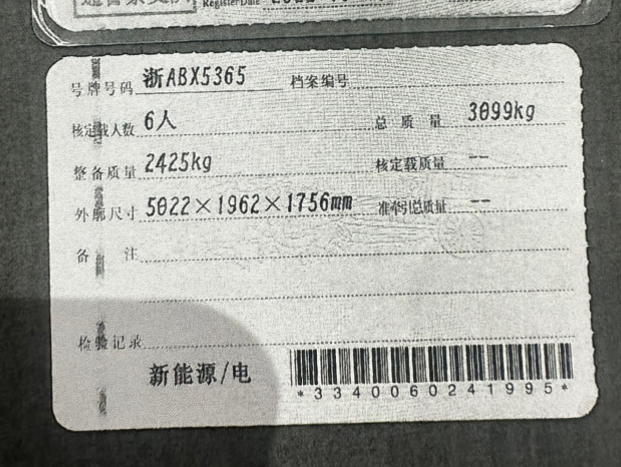 Register Date
号牌号码 浙ABX5365 档案编号
核定载人数 6人 总质量 3099kg
整备质量 2425kg 核定载质量 --
外廓尺寸 5022×1962×1756mm 准牵引总质量 --
备注
检验记录
新能源/电
*3340060241995*